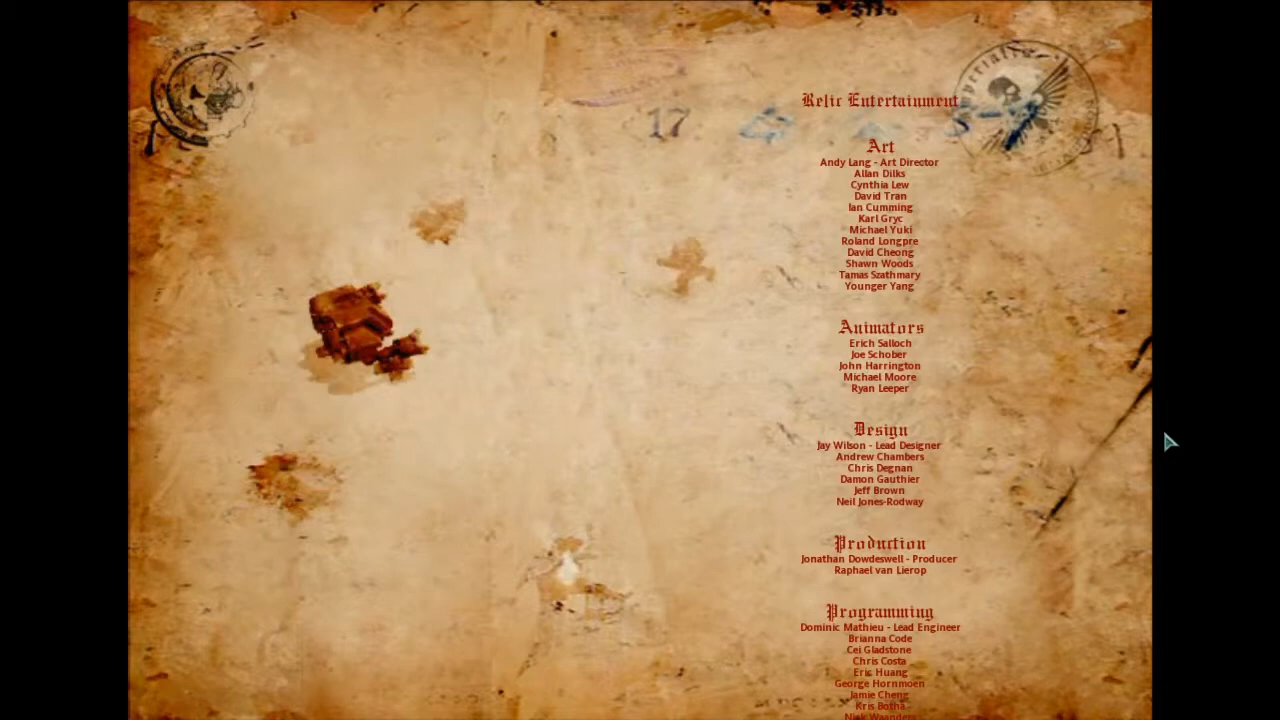 Relic Entertainment
17
Art
Andy Lang - Art Director
Allan Dilks
Cynthia Lew
David Tran
Ian Cumming
Karl Gryc
Michael Yuki
Roland Longpre
David Cheong
Shawn Woods
Tamas Szathmary
Younger Yang
Animators
Erich Salloch
Joe Schober
John Harrington
Michael Moore
Ryan Leeper
Design
Jay Wilson - Lead Designer
Andrew Chambers
Chris Degnan
Damon Gauthier
Jeff Brown
Neil Jones-Rodway
Production
Jonathan Dowdeswell - Producer
Raphael van Lierop
Programming
Dominic Mathieu - Lead Engineer
Brianna Code
Cei Gladstone
Chris Costa
Eric Huang
George Hornmoen
Jamie Cheng
Kris Botha
Niek Waanders